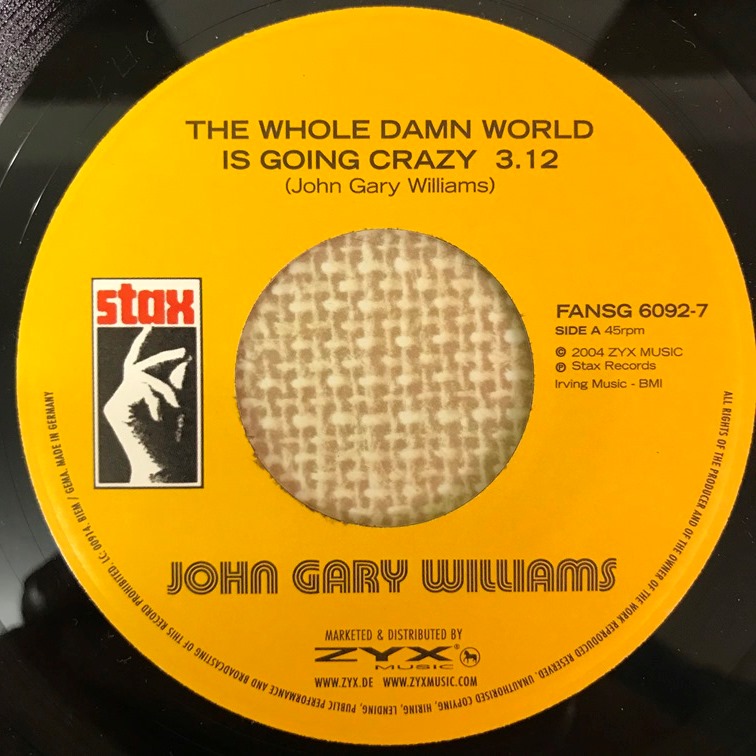 THE WHOLE DAMN WORLD
IS GOING CRAZY 3.12
(John Gary Williams)
stax
FANSG 6092-7
SIDE A 45rpm
© 2004 ZYX MUSIC
℗ Stax Records
Irving Music - BMI
JOHN GARY WILLIAMS
MARKETED & DISTRIBUTED BY
ZYX®
MUSIC
WWW.ZYX.DE WWW.ZYXMUSIC.COM
ALL RIGHTS OF THE PRODUCER AND OF THE OWNER OF THE WORK REPRODUCED RESERVED. UNAUTHORISED COPYING, HIRING, LENDING, PUBLIC PERFORMANCE AND BROADCASTING OF THIS RECORD PROHIBITED. LC: 00914. BIEM / GEMA. MADE IN GERMANY